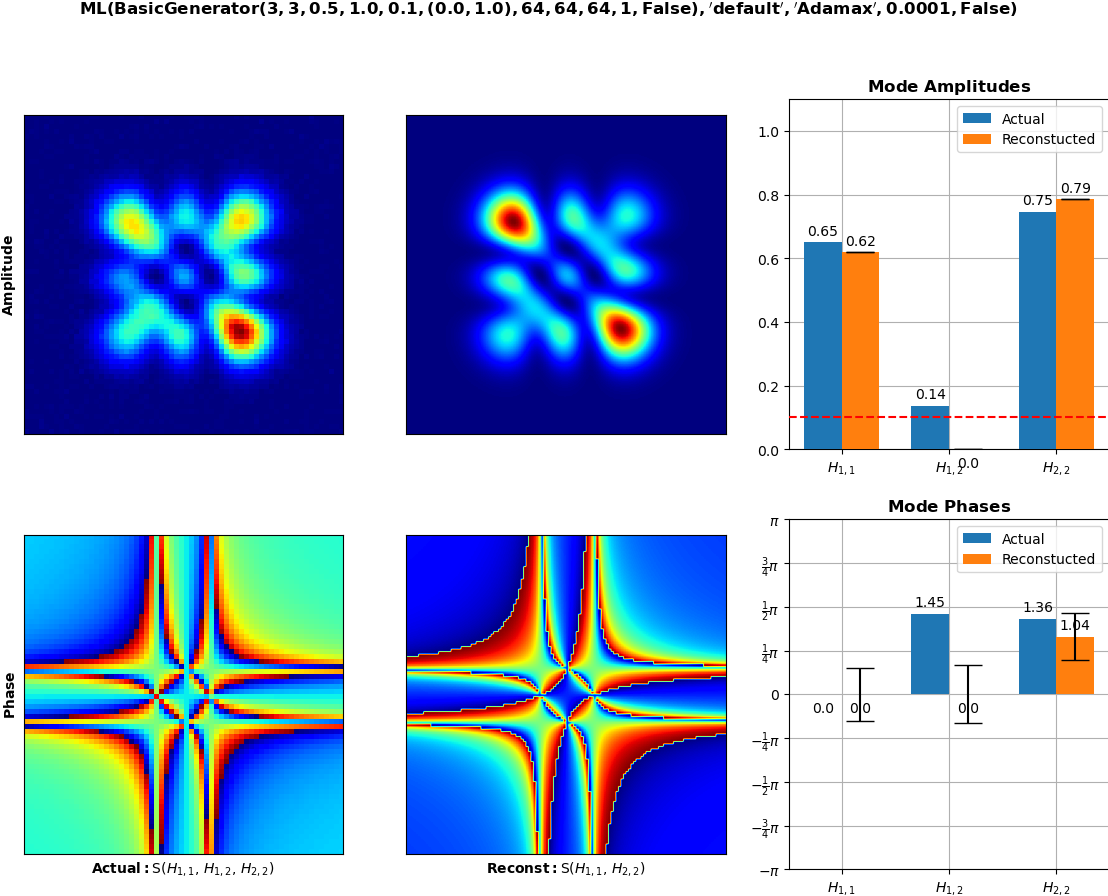 ML(BasicGenerator(3, 3, 0.5, 1.0, 0.1, (0.0, 1.0), 64, 64, 64, 1, False), ′default′, ′Adamax′, 0.0001, False)
Amplitude
Mode Amplitudes
Actual
Reconstucted
1.0
0.8
0.6
0.4
0.2
0.0
0.65
0.62
0.14
0.0
0.75
0.79
H1,1
H1,2
H2,2
Phase
Actual: S(H1,1, H1,2, H2,2)
Reconst: S(H1,1, H2,2)
Mode Phases
Actual
Reconstucted
π
3/4π
1/2π
1/4π
0
−1/4π
−1/2π
−3/4π
−π
0.0
0.0
1.45
0.0
1.36
1.04
H1,1
H1,2
H2,2